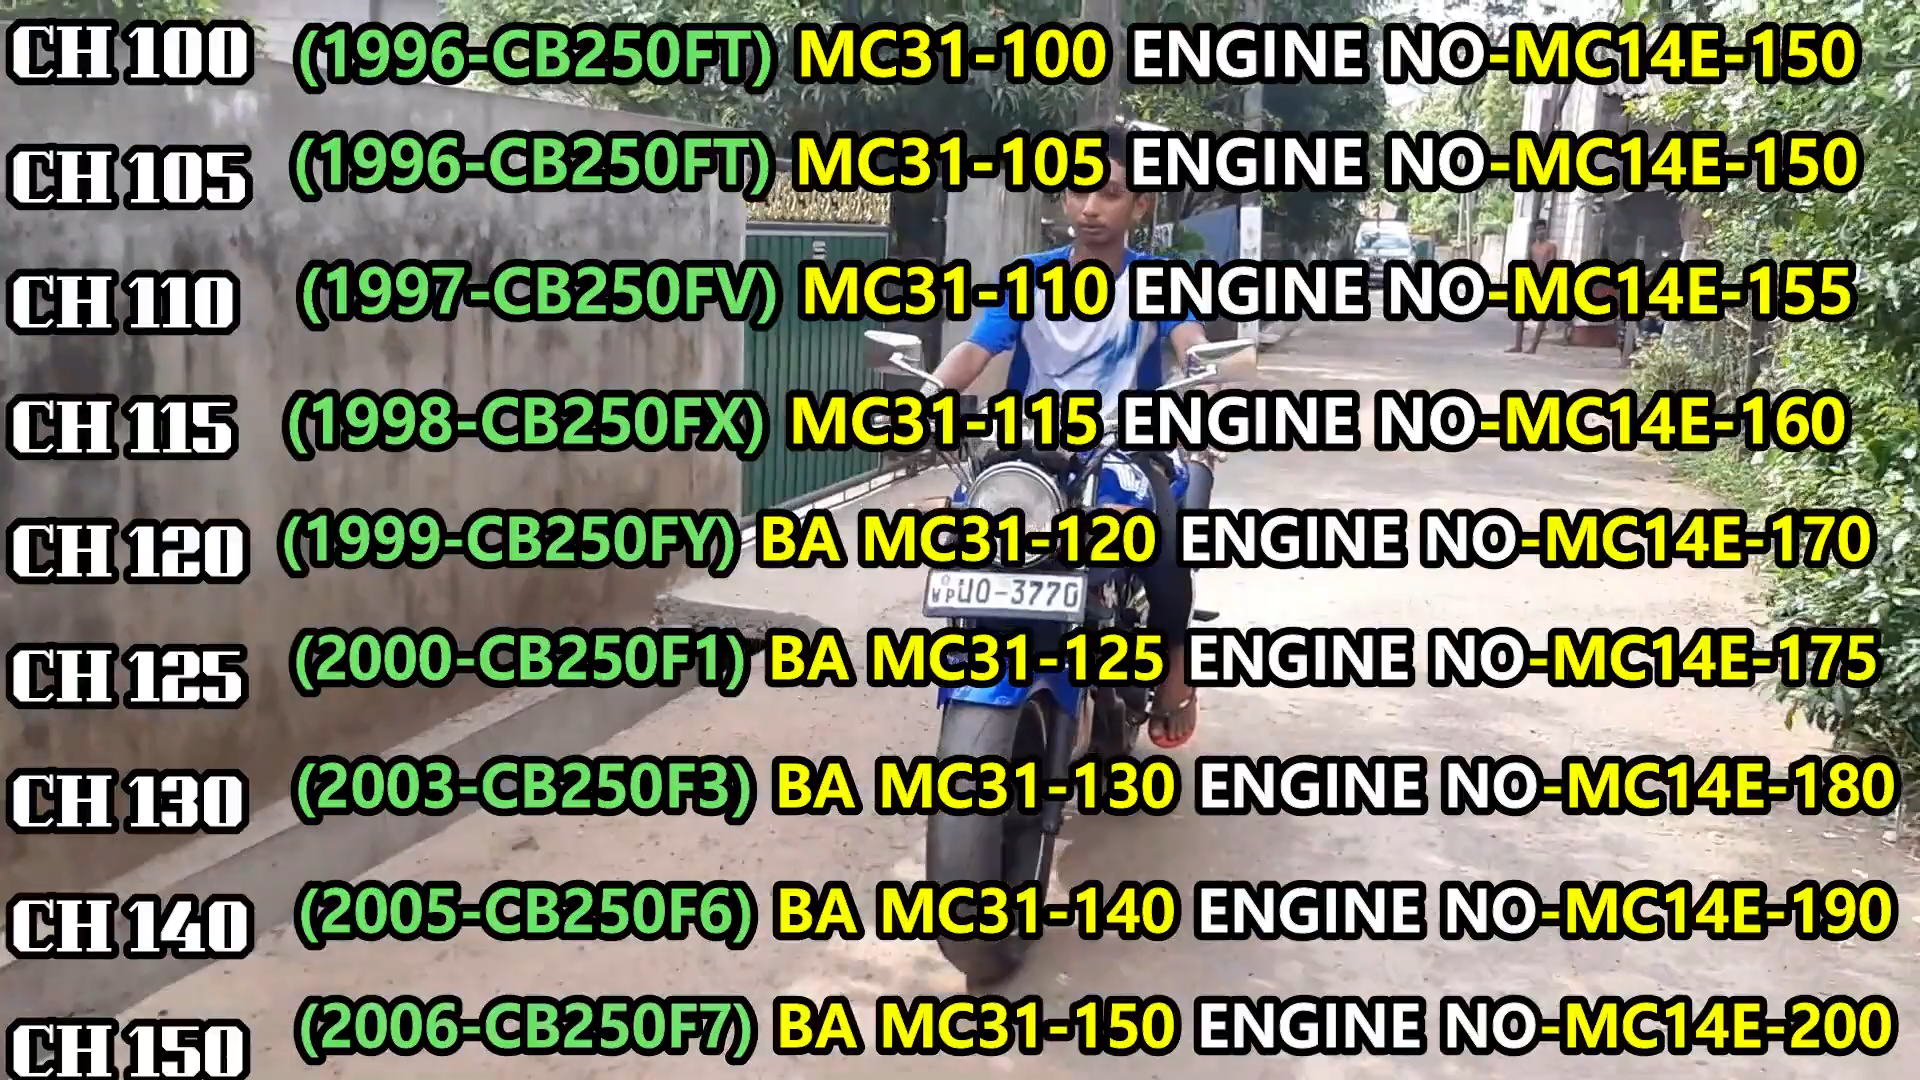 CH 100 (1996-CB250FT) MC31-100 ENGINE NO-MC14E-150
CH 105 (1996-CB250FT) MC31-105 ENGINE NO-MC14E-150
CH 110 (1997-CB250FV) MC31-110 ENGINE NO-MC14E-155
CH 115 (1998-CB250FX) MC31-115 ENGINE NO-MC14E-160
CH 120 (1999-CB250FY) BA MC31-120 ENGINE NO-MC14E-170
WP UO-3770
CH 125 (2000-CB250F1) BA MC31-125 ENGINE NO-MC14E-175
CH 130 (2003-CB250F3) BA MC31-130 ENGINE NO-MC14E-180
CH 140 (2005-CB250F6) BA MC31-140 ENGINE NO-MC14E-190
CH 150 (2006-CB250F7) BA MC31-150 ENGINE NO-MC14E-200